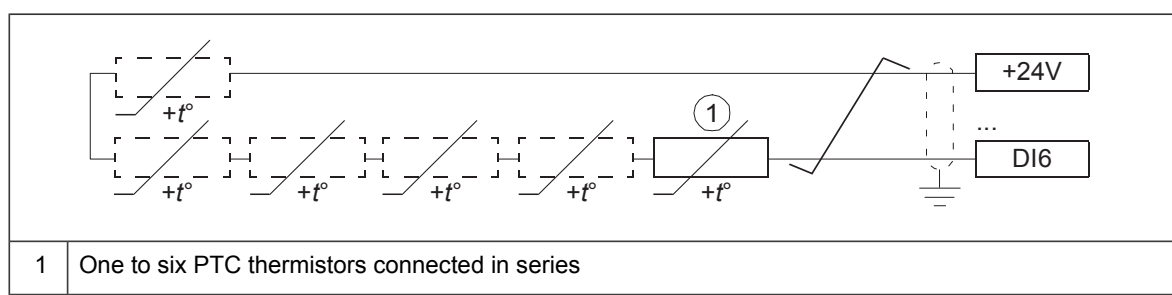 +24V
+t°
1
...
DI6
+t° +t° +t° +t° +t°
1 One to six PTC thermistors connected in series